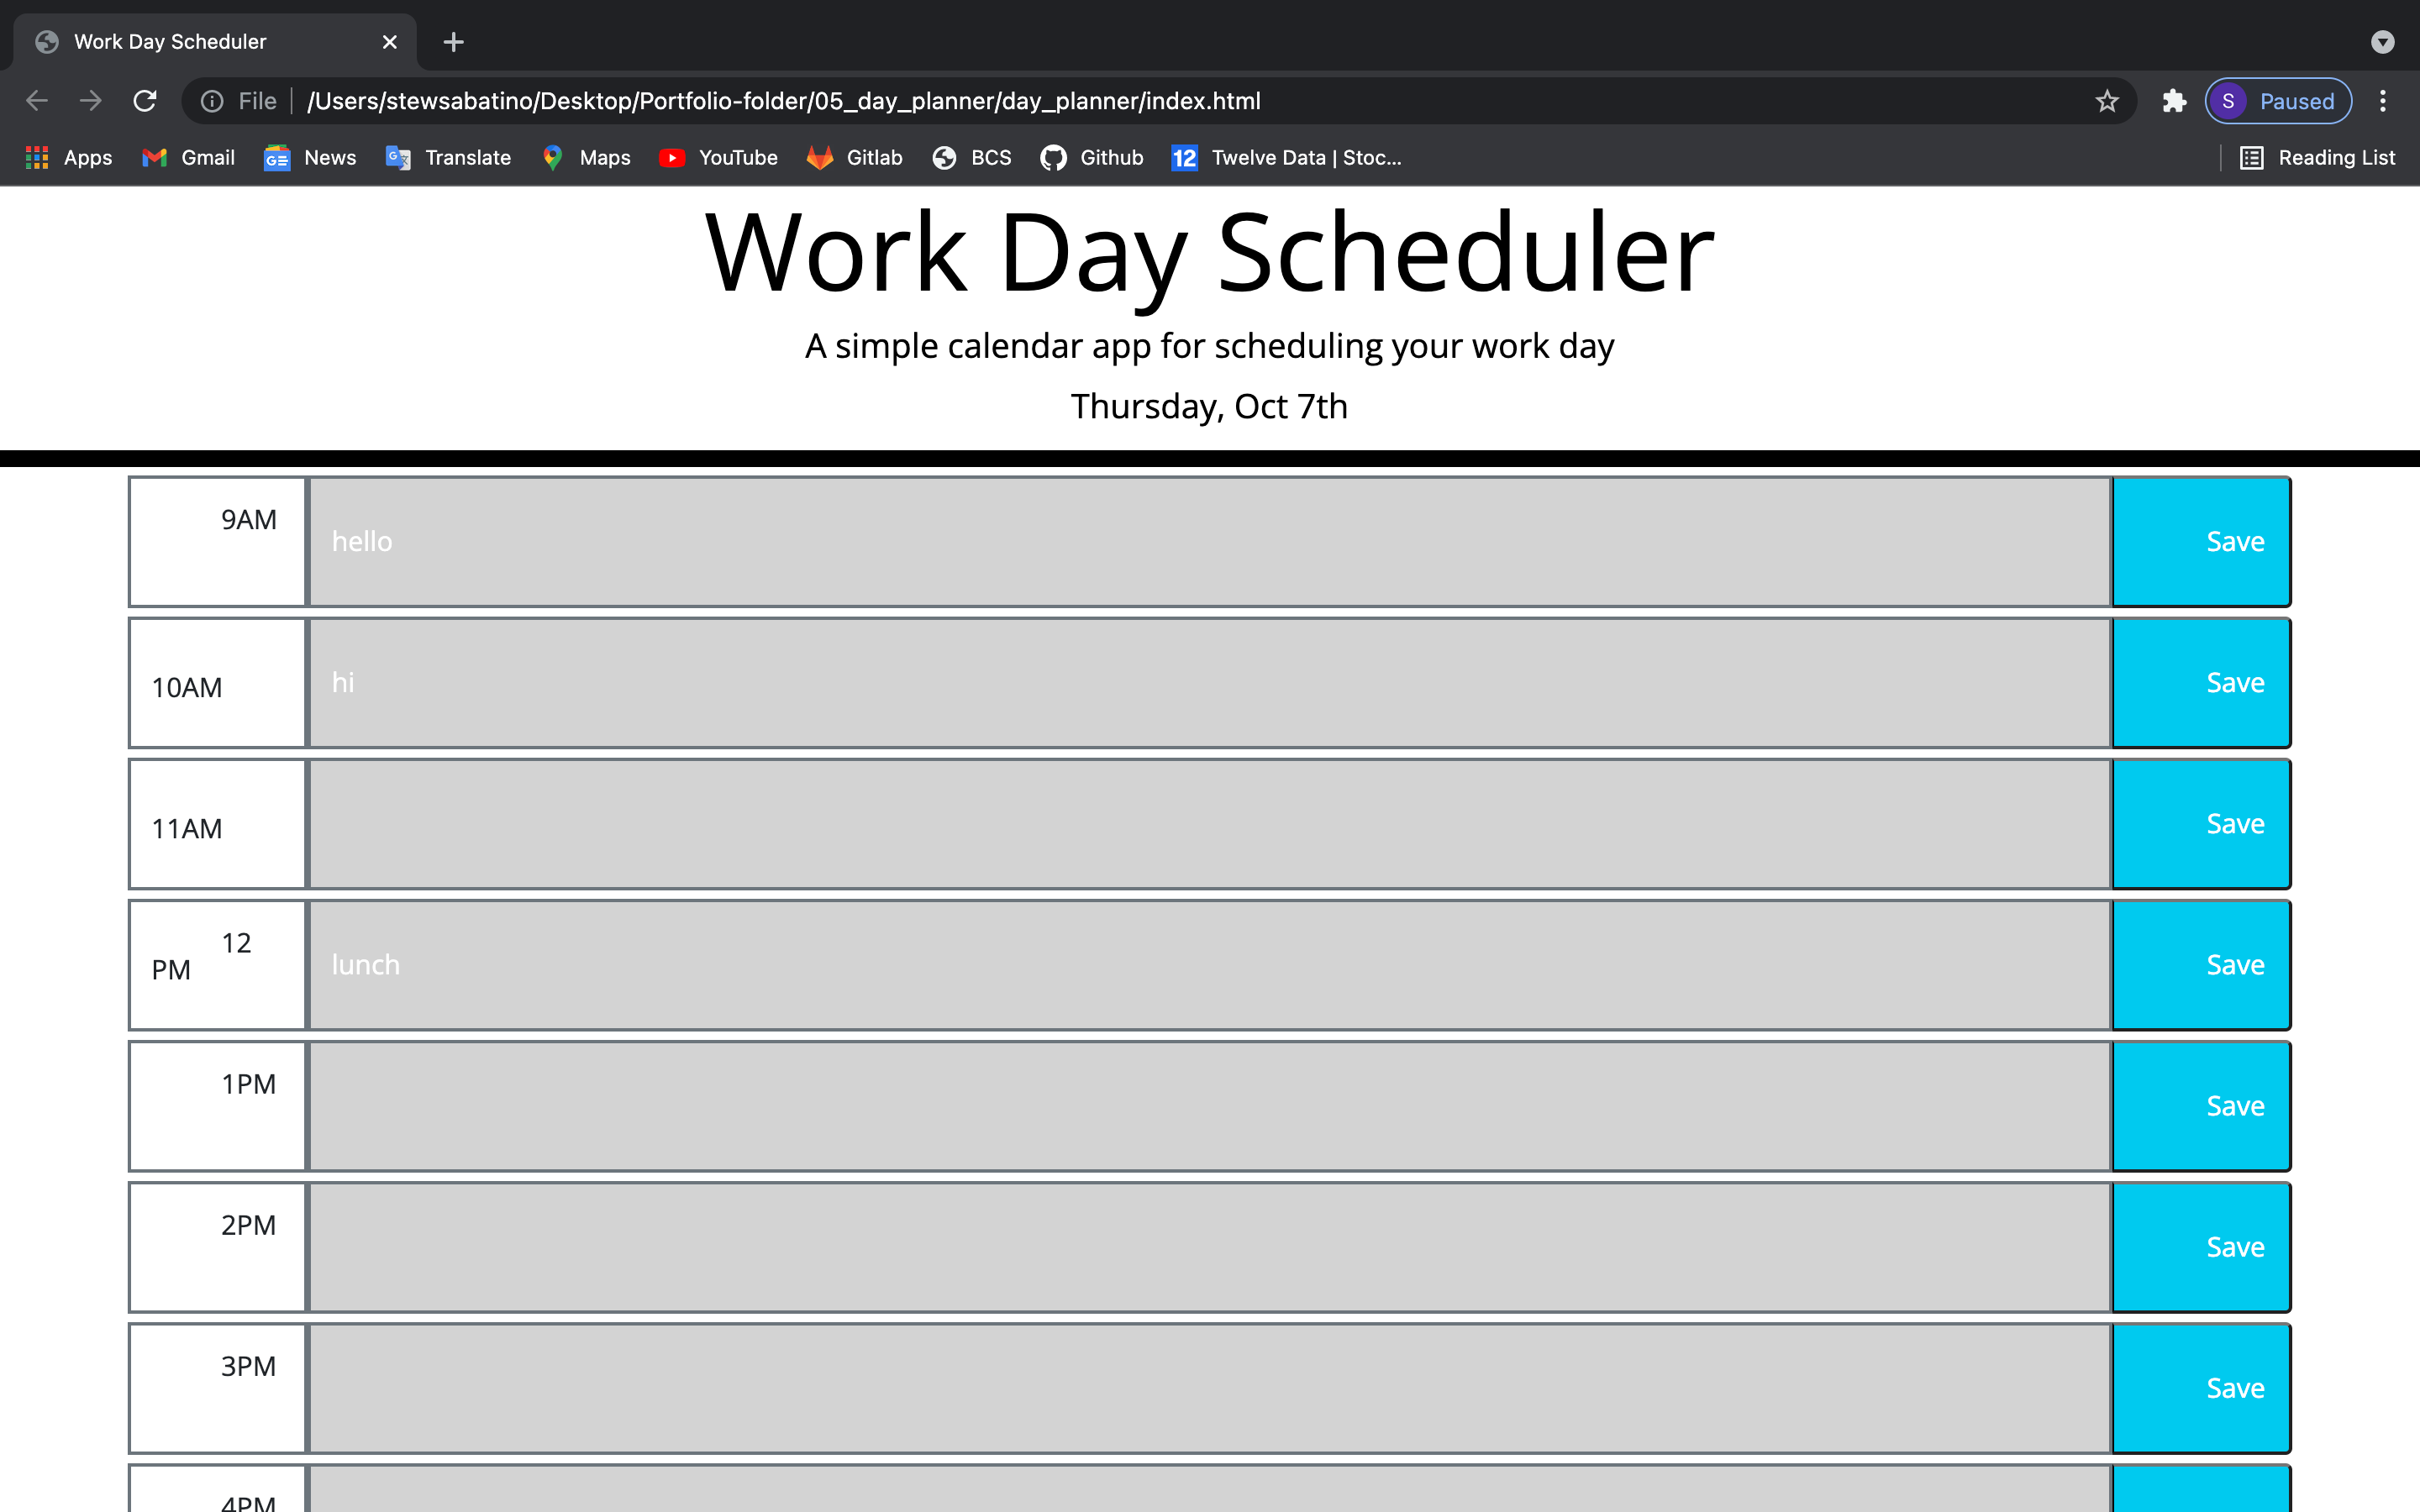 Work Day Scheduler
File /Users/stewsabatino/Desktop/Portfolio-folder/05_day_planner/day_planner/index.html S Paused
Apps Gmail News Translate Maps YouTube Gitlab BCS Github 12 Twelve Data | Stoc... Reading List
Work Day Scheduler
A simple calendar app for scheduling your work day
Thursday, Oct 7th
9AM hello Save
10AM hi Save
11AM Save
12
PM lunch Save
1PM Save
2PM Save
3PM Save
4PM